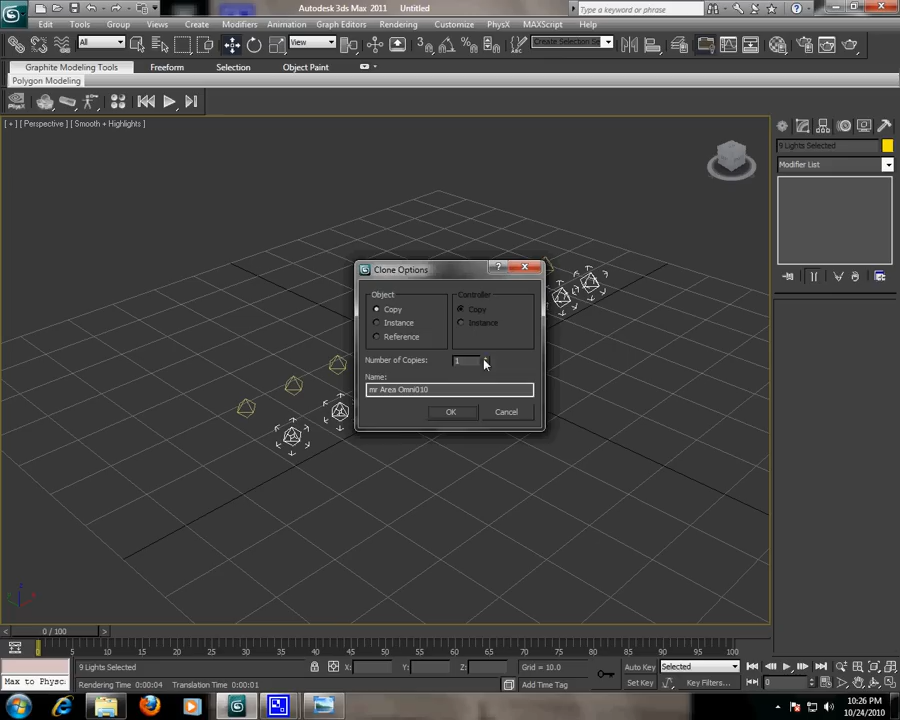 Autodesk 3ds Max 2011 Untitled
Type a keyword or phrase
Edit Tools Group Views Create Modifiers Animation Graph Editors Rendering Customize PhysX MAXScript Help
All
View
Create Selection Se
Graphite Modeling Tools Freeform Selection Object Paint
Polygon Modeling
[ + ] [ Perspective ] [ Smooth + Highlights ]
9 Lights Selected
Modifier List
Clone Options
Object
Controller
Copy
Copy
Instance
Instance
Reference
Number of Copies: 1
Name:
mr Area Omni010
OK Cancel
0 / 100
0 5 10 15 20 25 30 35 40 45 50 55 60 65 70 75 80 85 90 95 100
9 Lights Selected X: Y: Z: Grid = 10.0 Auto Key Selected
Max to Physc Rendering Time 0:00:04 Translation Time 0:00:01 Add Time Tag Set Key Key Filters... 0
10:26 PM
10/24/2010